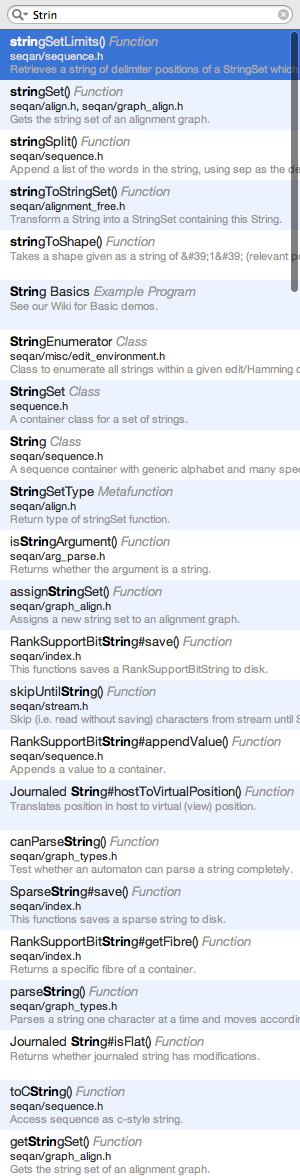 Strin
stringSetLimits() Function
seqan/sequence.h
Retrieves a string of delimiter positions of a StringSet which
stringSet() Function
seqan/align.h, seqan/graph_align.h
Gets the string set of an alignment graph.
stringSplit() Function
seqan/sequence.h
Append a list of the words in the string, using sep as the de
stringToStringSet() Function
seqan/alignment_free.h
Transform a String into a StringSet containing this String.
stringToShape() Function
Takes a shape given as a string of &#39;1&#39; (relevant po
String Basics Example Program
See our Wiki for Basic demos.
StringEnumerator Class
seqan/misc/edit_environment.h
Class to enumerate all strings within a given edit/Hamming d
StringSet Class
sequence.h
A container class for a set of strings.
String Class
seqan/sequence.h
A sequence container with generic alphabet and many spec
StringSetType Metafunction
seqan/align.h
Return type of stringSet function.
isStringArgument() Function
seqan/arg_parse.h
Returns whether the argument is a string.
assignStringSet() Function
seqan/graph_align.h
Assigns a new string set to an alignment graph.
RankSupportBitString#save() Function
seqan/index.h
This functions saves a RankSupportBitString to disk.
skipUntilString() Function
seqan/stream.h
Skip (i.e. read without saving) characters from stream until S
RankSupportBitString#appendValue() Function
seqan/sequence.h
Appends a value to a container.
Journaled String#hostToVirtualPosition() Function
Translates position in host to virtual (view) position.
canParseString() Function
seqan/graph_types.h
Test whether an automaton can parse a string completely.
SparseString#save() Function
seqan/index.h
This functions saves a sparse string to disk.
RankSupportBitString#getFibre() Function
seqan/index.h
Returns a specific fibre of a container.
parseString() Function
seqan/graph_types.h
Parses a string one character at a time and moves accordin
Journaled String#isFlat() Function
Returns whether journaled string has modifications.
toCString() Function
seqan/sequence.h
Access sequence as c-style string.
getStringSet() Function
seqan/graph_align.h
Gets the string set of an alignment graph.